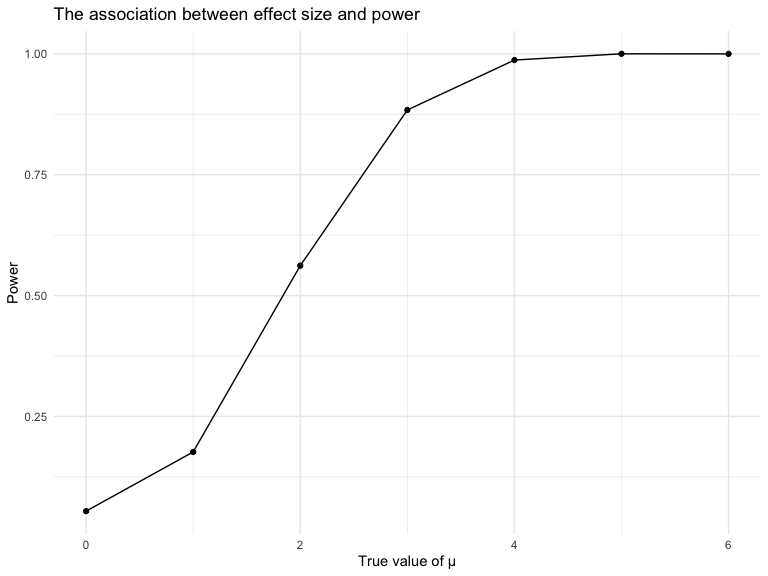 The association between effect size and power
1.00
0.75
0.50
0.25
Power
0 2 4 6
True value of μ